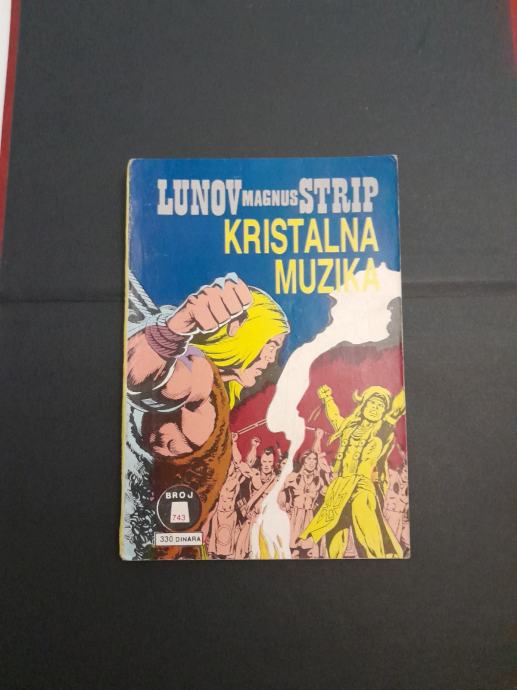 LUNOV MAGNUS STRIP
KRISTALNA
MUZIKA
BROJ
743
330 DINARA